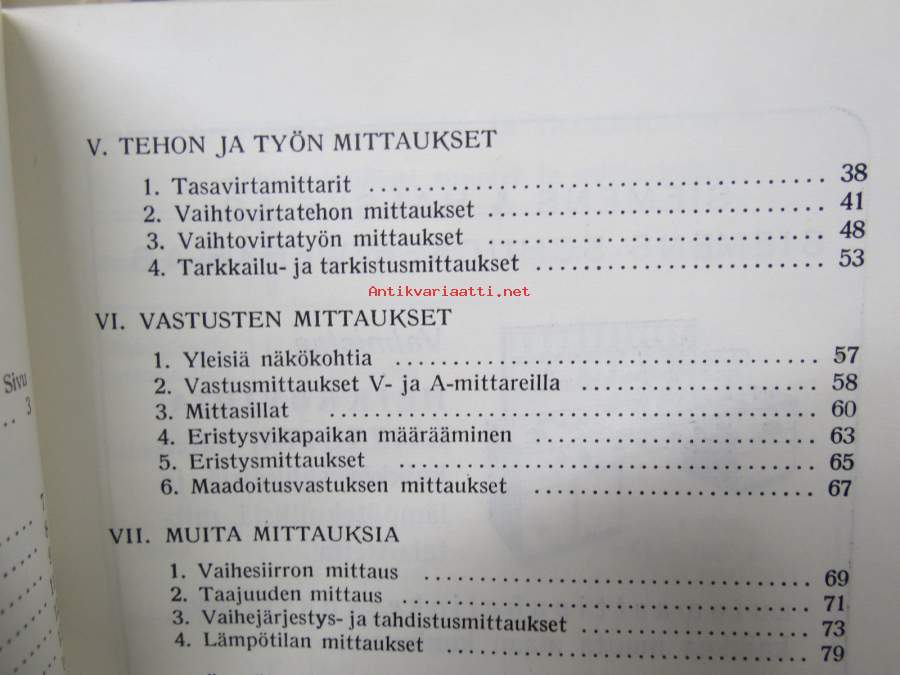 V. TEHON JA TYÖN MITTAUKSET
1. Tasavirtamittarit 38
2. Vaihtovirtatehon mittaukset 41
3. Vaihtovirtatyön mittaukset 48
4. Tarkkailu- ja tarkistusmittaukset 53
Antikvariaatti.net
VI. VASTUSTEN MITTAUKSET
1. Yleisiä näkökohtia 57
2. Vastusmittaukset V- ja A-mittareilla 58
3. Mittasillat 60
4. Eristysvikapaikan määrääminen 63
5. Eristysmittaukset 65
6. Maadoitusvastuksen mittaukset 67
VII. MUITA MITTAUKSIA
1. Vaihesiirron mittaus 69
2. Taajuuden mittaus 71
3. Vaihejärjestys- ja tahdistusmittaukset 73
4. Lämpötilan mittaukset 79
Sivu
3